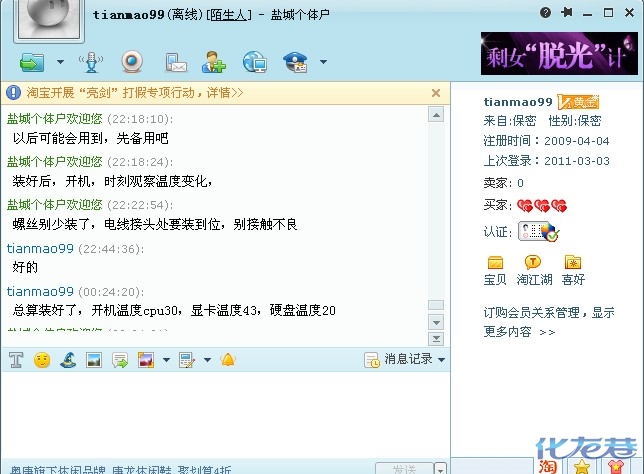 tianmao99(离线)[陌生人] - 盐城个体户
剩女“脱光”计
淘宝开展“亮剑”打假专项行动，详情>>
盐城个体户欢迎您 (22:18:10):
以后可能会用到，先备用吧
盐城个体户欢迎您 (22:18:24):
装好后，开机，时刻观察温度变化，
盐城个体户欢迎您 (22:22:54):
螺丝别少装了，电线接头处要装到位，别接触不良
tianmao99 (22:44:36):
好的
tianmao99 (00:24:20):
总算装好了，开机温度cpu30，显卡温度43，硬盘温度20
消息记录
发送
tianmao99 黄金
来自:保密 性别:保密
注册时间：2009-04-04
上次登录：2011-03-03
卖家: 0
买家:
认证:
宝贝 淘江湖 喜好
订购会员关系管理，显示
更多内容 >>
淘
化龙巷